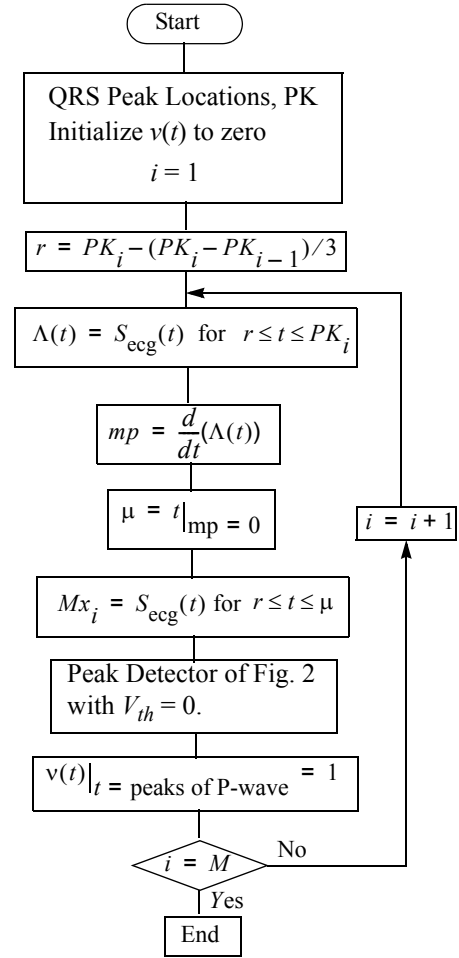 Start
QRS Peak Locations, PK
Initialize v(t) to zero
i = 1
r = PK_i – (PK_i – PK_{i – 1})/3
Λ(t) = S_ecg(t) for r ≤ t ≤ PK_i
mp = d/dt(Λ(t))
μ = t|_{mp = 0}
i = i + 1
Mx_i = S_ecg(t) for r ≤ t ≤ μ
Peak Detector of Fig. 2
with V_th = 0.
ν(t)|_{t = peaks of P-wave} = 1
i = M
No
Yes
End